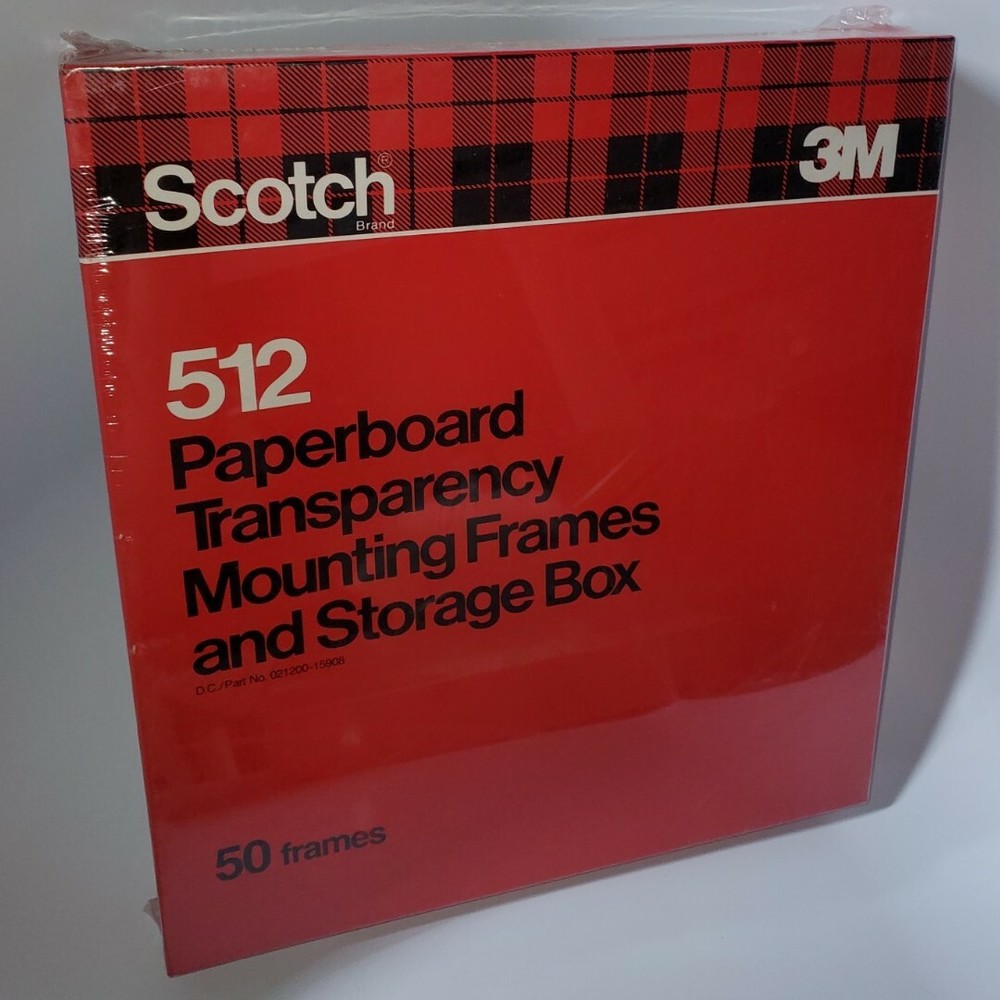 Scotch®
Brand
3M
512
Paperboard
Transparency
Mounting Frames
and Storage Box
D.C./Part No. 021200-15908
50 frames